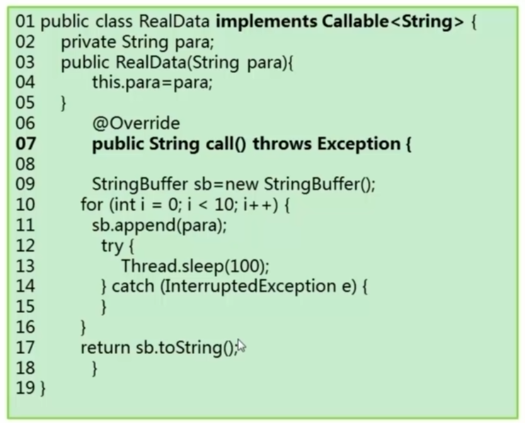 01 public class RealData implements Callable<String> {
02 private String para;
03 public RealData(String para){
04 this.para=para;
05 }
06 @Override
07 public String call() throws Exception {
08
09 StringBuffer sb=new StringBuffer();
10 for (int i = 0; i < 10; i++) {
11 sb.append(para);
12 try {
13 Thread.sleep(100);
14 } catch (InterruptedException e) {
15 }
16 }
17 return sb.toString();
18 }
19 }